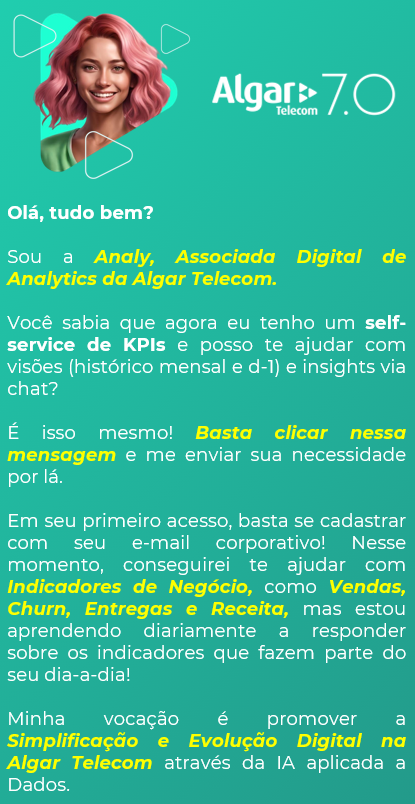 Algar 7.0
Telecom
Olá, tudo bem?
Sou a Analy, Associada Digital de
Analytics da Algar Telecom.
Você sabia que agora eu tenho um self-
service de KPIs e posso te ajudar com
visões (histórico mensal e d-1) e insights via
chat?
É isso mesmo! Basta clicar nessa
mensagem e me enviar sua necessidade
por lá.
Em seu primeiro acesso, basta se cadastrar
com seu e-mail corporativo! Nesse
momento, conseguirei te ajudar com
Indicadores de Negócio, como Vendas,
Churn, Entregas e Receita, mas estou
aprendendo diariamente a responder
sobre os indicadores que fazem parte do
seu dia-a-dia!
Minha vocação é promover a
Simplificação e Evolução Digital na
Algar Telecom através da IA aplicada a
Dados.